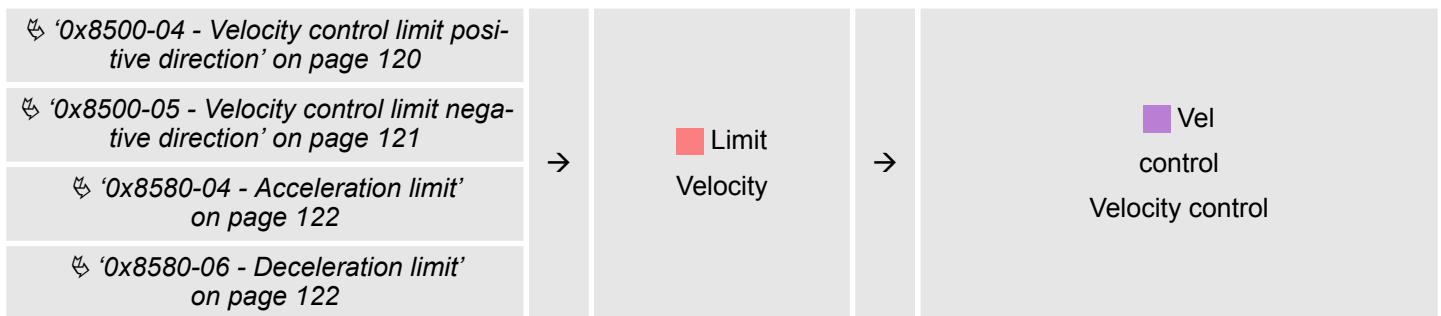 ↳ ‘0x8500-04 - Velocity control limit posi-
tive direction’ on page 120
↳ ‘0x8500-05 - Velocity control limit nega-
tive direction’ on page 121
↳ ‘0x8580-04 - Acceleration limit’
on page 122
↳ ‘0x8580-06 - Deceleration limit’
on page 122
→
Limit
Velocity
→
Vel
control
Velocity control